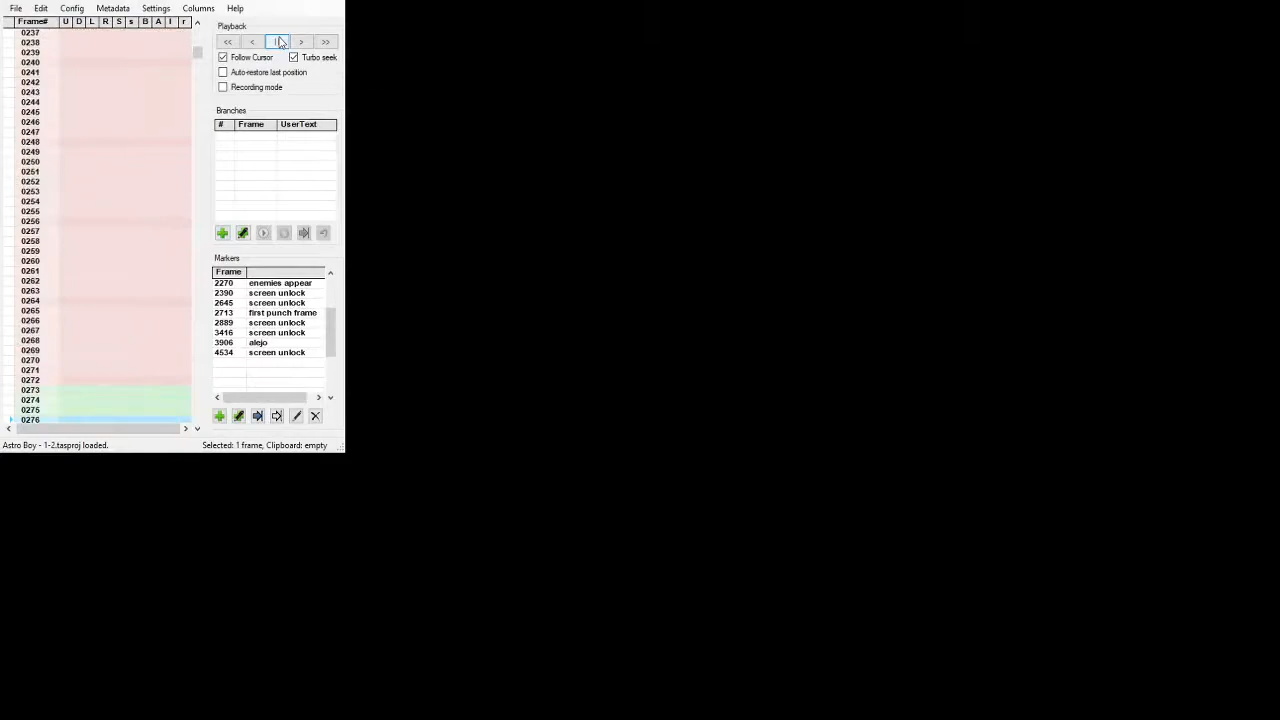 File Edit Config Metadata Settings Columns Help
Frame# U D L R S s B A l r
0237
0238
0239
0240
0241
0242
0243
0244
0245
0246
0247
0248
0249
0250
0251
0252
0253
0254
0255
0256
0257
0258
0259
0260
0261
0262
0263
0264
0265
0266
0267
0268
0269
0270
0271
0272
0273
0274
0275
0276
Playback
<< < || > >>
Follow Cursor Turbo seek
Auto-restore last position
Recording mode
Branches
# Frame UserText
Markers
Frame
2270 enemies appear
2390 screen unlock
2645 screen unlock
2713 first punch frame
2889 screen unlock
3416 screen unlock
3906 alejo
4534 screen unlock
Astro Boy - 1-2.tasproj loaded. Selected: 1 frame, Clipboard: empty